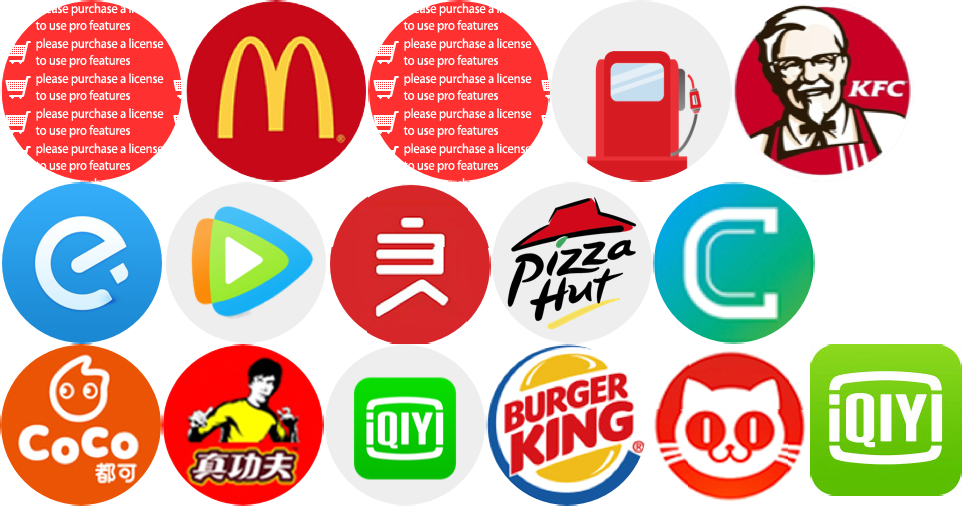 please purchase a li
to use pro features
please purchase a license
to use pro features
please purchase a license
to use pro features
please purchase a license
to use pro features
please purchase a license
to use pro features
please purchase a li
to use pro features
please purchase a license
to use pro features
please purchase a license
to use pro features
please purchase a license
to use pro features
please purchase a license
to use pro features
KFC
Pizza
Hut
CoCo
都可
真功夫
iQIYI
BURGER
KING
®
iQIYI